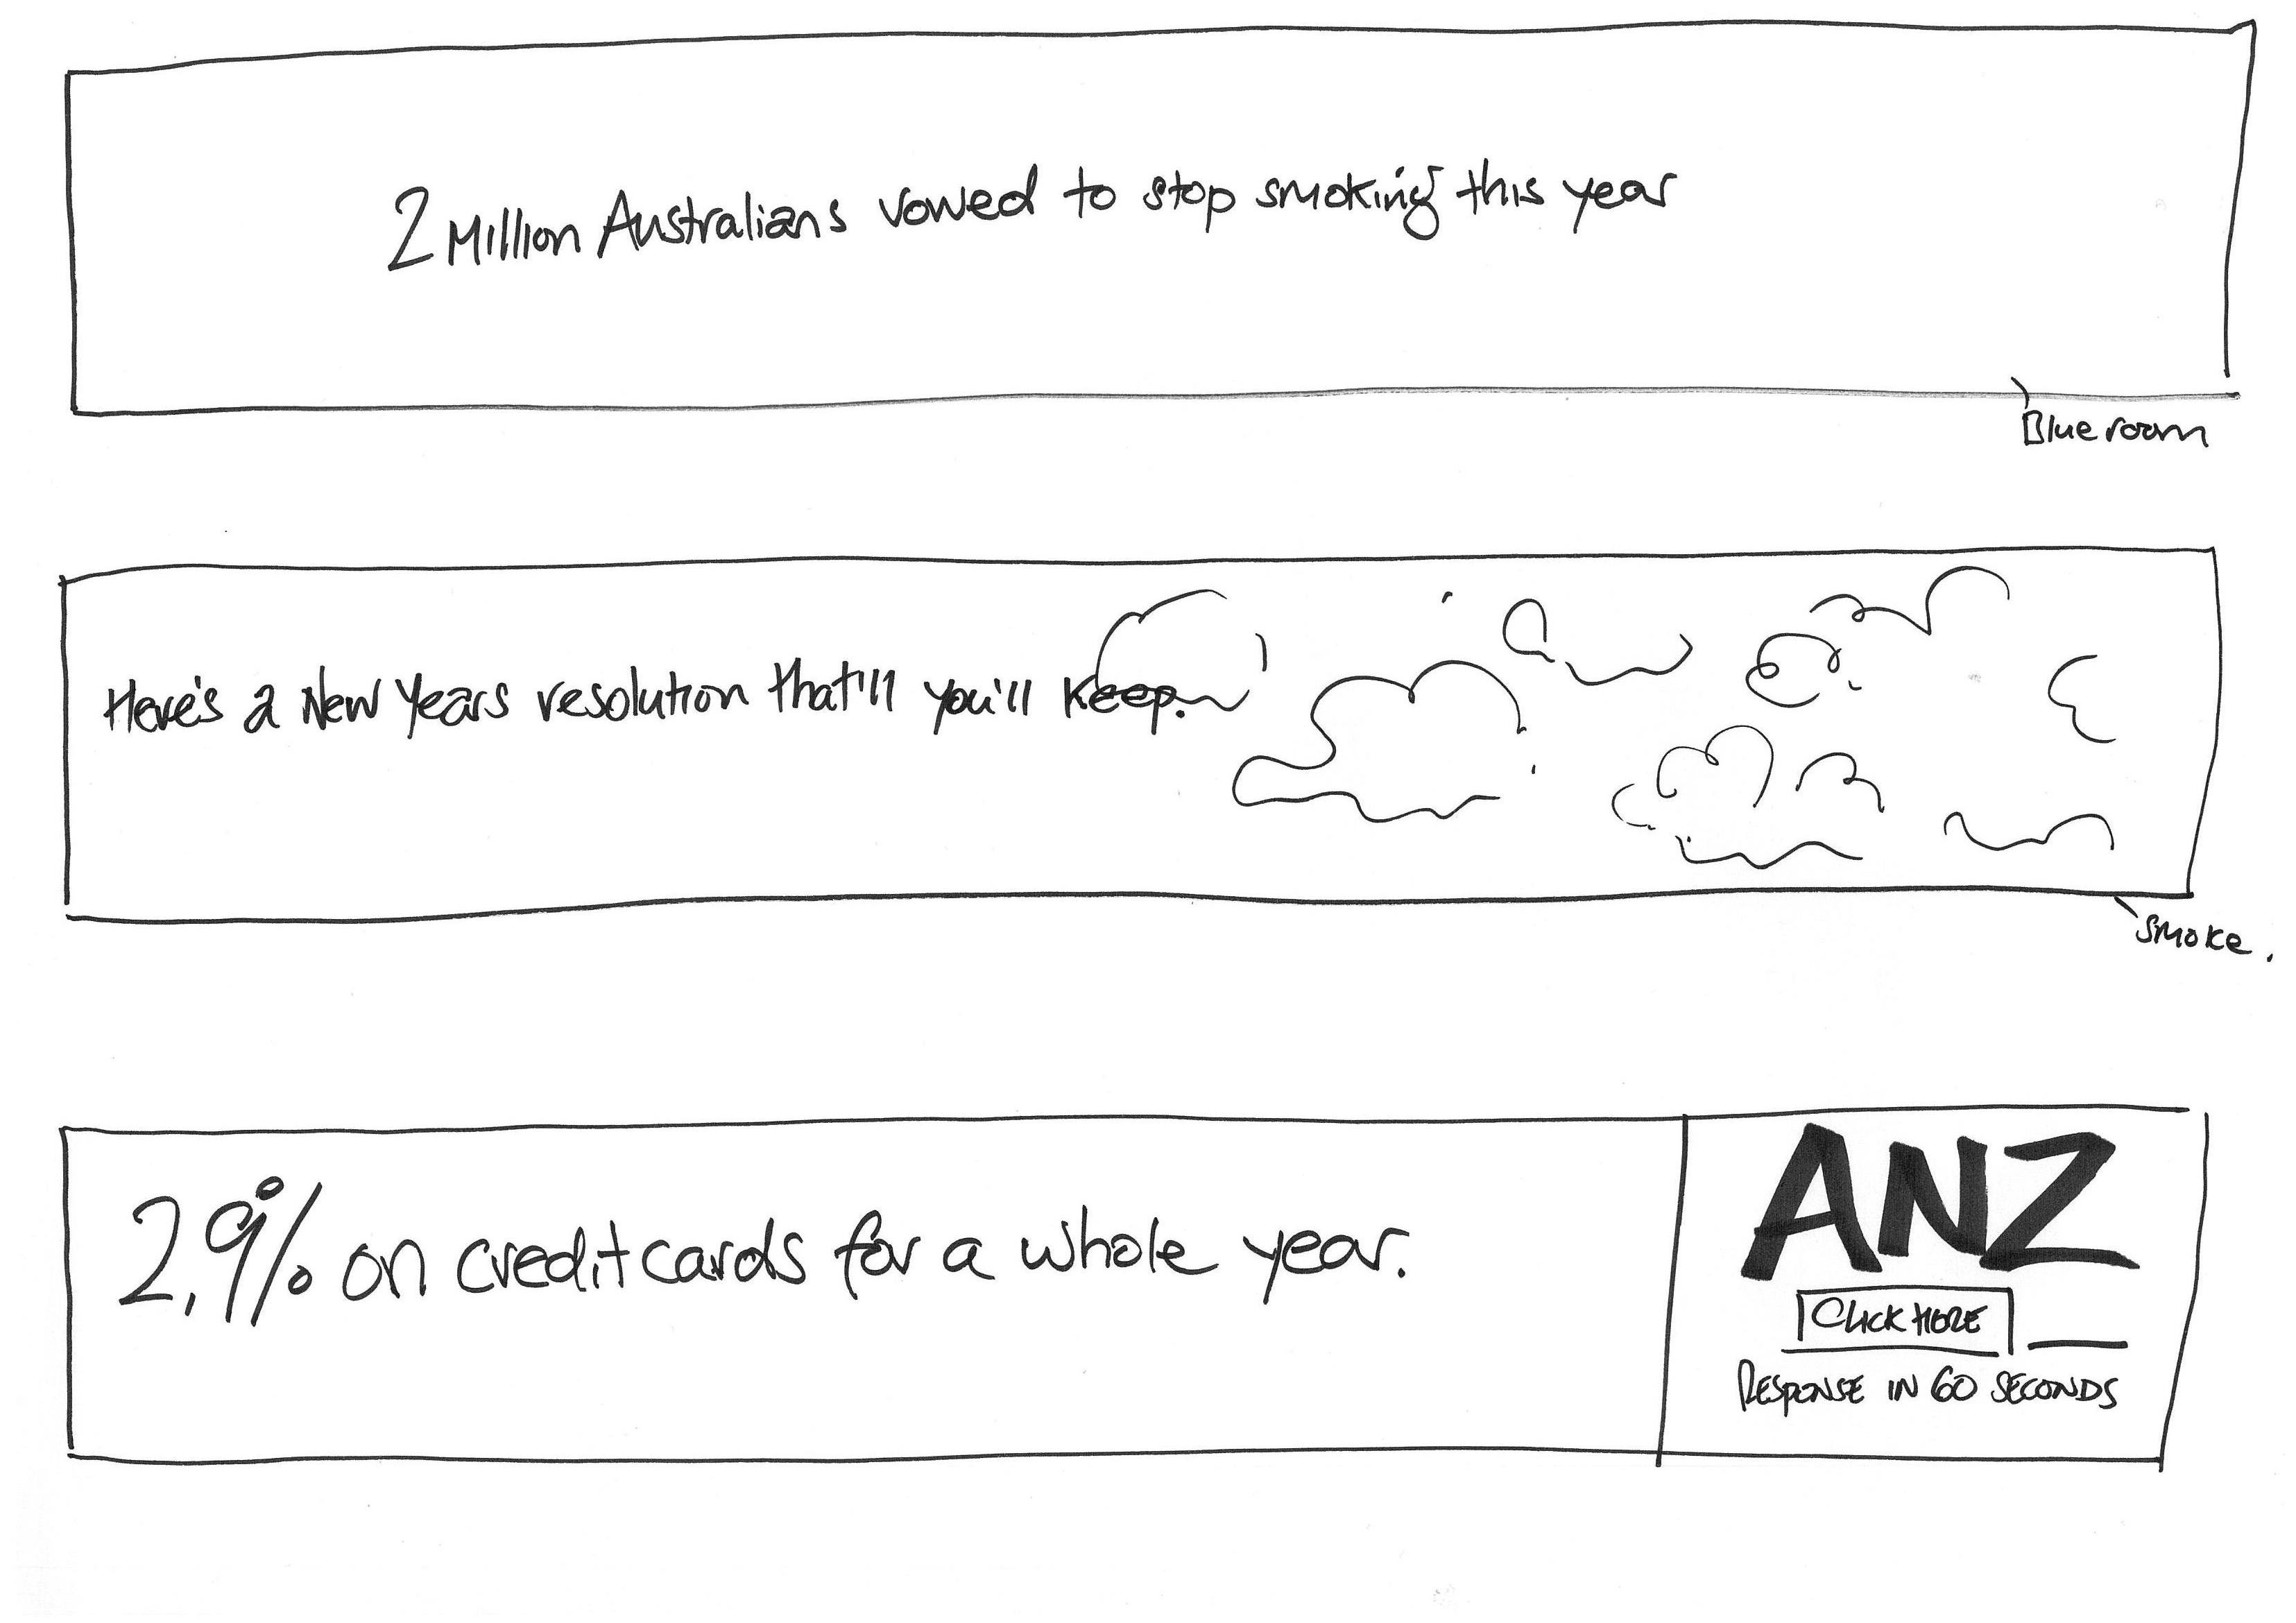 2 Million Australians vowed to stop smoking this year
Blue room
Here's a New Years resolution that'll you'll keep.
smoke.
2.9% on credit cards for a whole year.
ANZ
CLICK HERE
RESPONSE IN 60 SECONDS